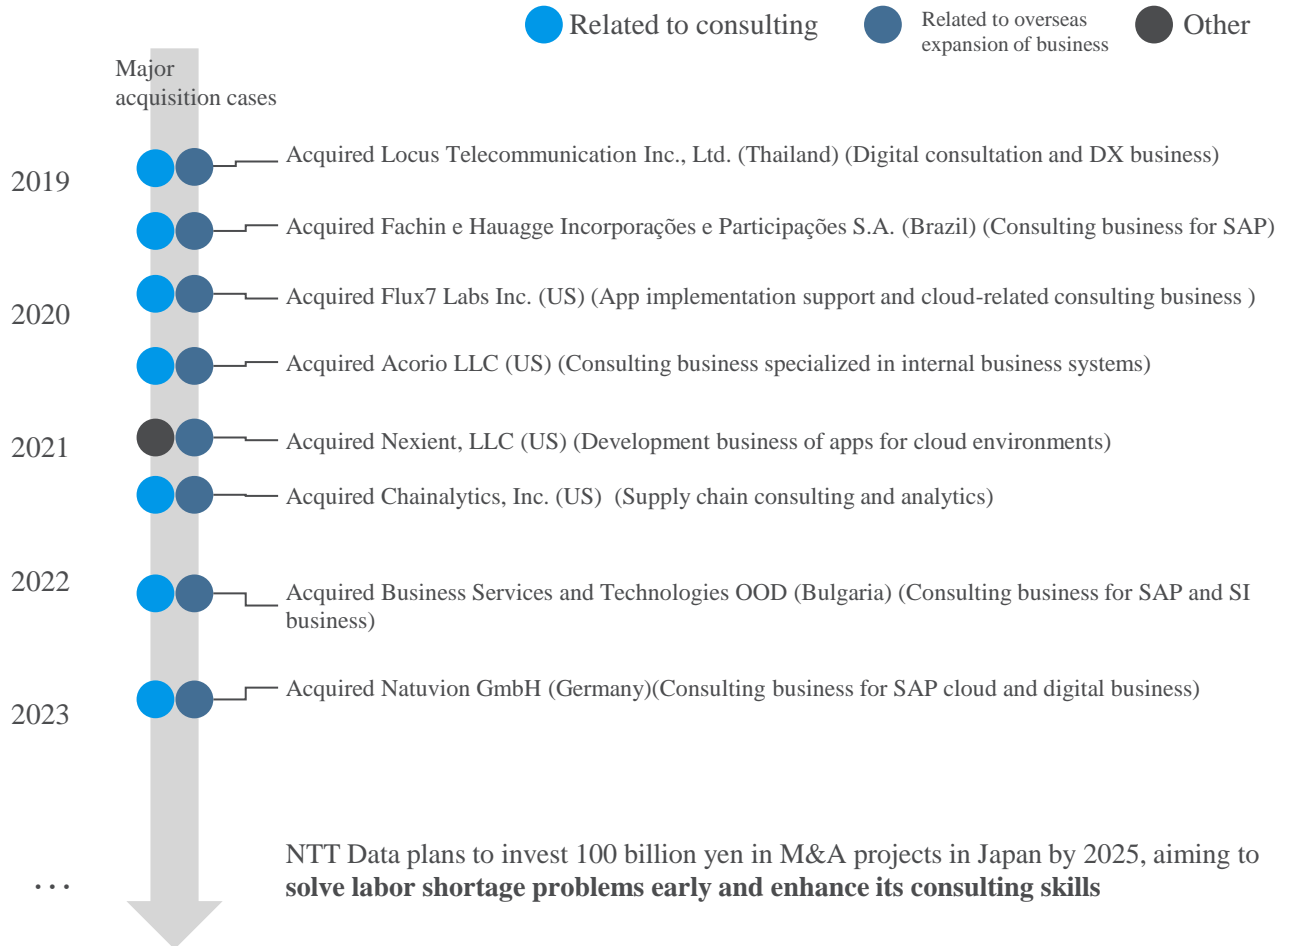 Related to consulting
Related to overseas
expansion of business
Other
Major
acquisition cases
2019
Acquired Locus Telecommunication Inc., Ltd. (Thailand) (Digital consultation and DX business)
Acquired Fachin e Hauagge Incorporações e Participações S.A. (Brazil) (Consulting business for SAP)
2020
Acquired Flux7 Labs Inc. (US) (App implementation support and cloud-related consulting business )
Acquired Acorio LLC (US) (Consulting business specialized in internal business systems)
2021
Acquired Nexient, LLC (US) (Development business of apps for cloud environments)
Acquired Chainalytics, Inc. (US)  (Supply chain consulting and analytics)
2022
Acquired Business Services and Technologies OOD (Bulgaria) (Consulting business for SAP and SI
business)
2023
Acquired Natuvion GmbH (Germany)(Consulting business for SAP cloud and digital business)
...
NTT Data plans to invest 100 billion yen in M&A projects in Japan by 2025, aiming to
solve labor shortage problems early and enhance its consulting skills